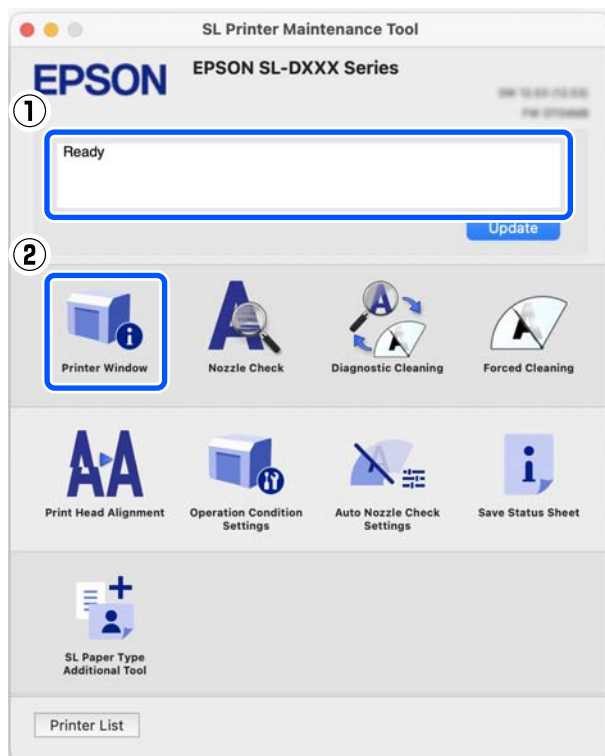 SL Printer Maintenance Tool
EPSON
EPSON SL-DXXX Series
①
Ready
Update
②
Printer Window
Nozzle Check
Diagnostic Cleaning
Forced Cleaning
Print Head Alignment
Operation Condition
Settings
Auto Nozzle Check
Settings
Save Status Sheet
SL Paper Type
Additional Tool
Printer List